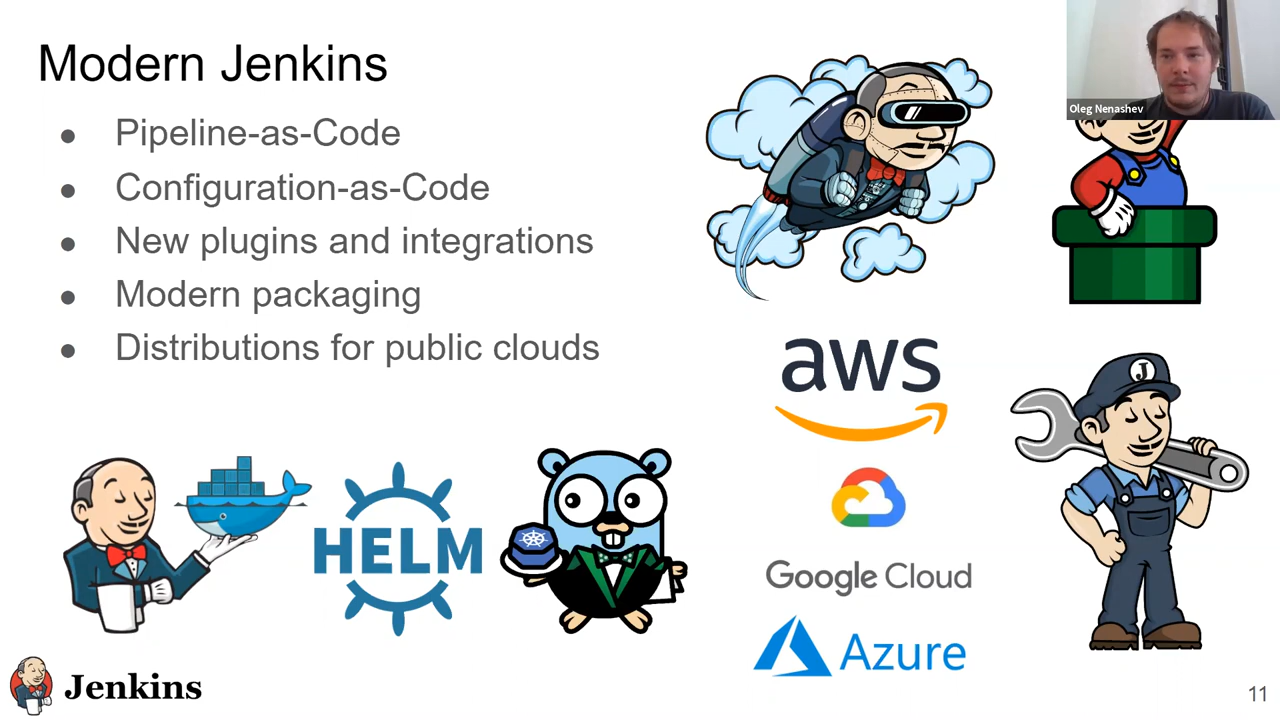 Modern Jenkins
Oleg Nenashev
● Pipeline-as-Code
● Configuration-as-Code
● New plugins and integrations
● Modern packaging
● Distributions for public clouds
aws
J
HELM
Google Cloud
Azure
Jenkins
11